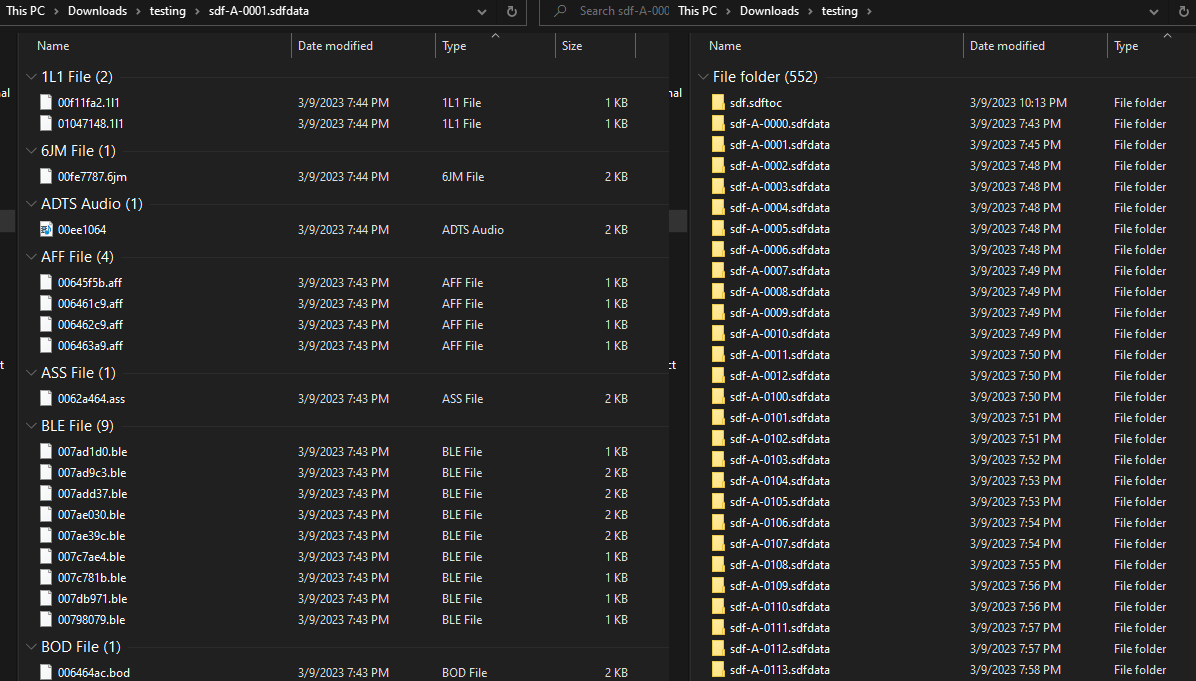 This PC > Downloads > testing > sdf-A-0001.sdfdata
Search sdf-A-000
Name Date modified Type Size
al
1L1 File (2)
00f11fa2.1l1 3/9/2023 7:44 PM 1L1 File 1 KB
01047148.1l1 3/9/2023 7:44 PM 1L1 File 1 KB
6JM File (1)
00fe7787.6jm 3/9/2023 7:44 PM 6JM File 2 KB
ADTS Audio (1)
00ee1064 3/9/2023 7:44 PM ADTS Audio 2 KB
AFF File (4)
00645f5b.aff 3/9/2023 7:43 PM AFF File 1 KB
006461c9.aff 3/9/2023 7:43 PM AFF File 1 KB
006462c9.aff 3/9/2023 7:43 PM AFF File 1 KB
006463a9.aff 3/9/2023 7:43 PM AFF File 1 KB
t
ASS File (1)
0062a464.ass 3/9/2023 7:43 PM ASS File 2 KB
BLE File (9)
007ad1d0.ble 3/9/2023 7:43 PM BLE File 1 KB
007ad9c3.ble 3/9/2023 7:43 PM BLE File 2 KB
007add37.ble 3/9/2023 7:43 PM BLE File 2 KB
007ae030.ble 3/9/2023 7:43 PM BLE File 2 KB
007ae39c.ble 3/9/2023 7:43 PM BLE File 2 KB
007c7ae4.ble 3/9/2023 7:43 PM BLE File 1 KB
007c781b.ble 3/9/2023 7:43 PM BLE File 1 KB
007db971.ble 3/9/2023 7:43 PM BLE File 1 KB
00798079.ble 3/9/2023 7:43 PM BLE File 1 KB
BOD File (1)
006464ac.bod 3/9/2023 7:43 PM BOD File 2 KB
This PC > Downloads > testing >
Name Date modified Type
nal
File folder (552)
sdf.sdftoc 3/9/2023 10:13 PM File folder
sdf-A-0000.sdfdata 3/9/2023 7:43 PM File folder
sdf-A-0001.sdfdata 3/9/2023 7:45 PM File folder
sdf-A-0002.sdfdata 3/9/2023 7:48 PM File folder
sdf-A-0003.sdfdata 3/9/2023 7:48 PM File folder
sdf-A-0004.sdfdata 3/9/2023 7:48 PM File folder
sdf-A-0005.sdfdata 3/9/2023 7:48 PM File folder
sdf-A-0006.sdfdata 3/9/2023 7:48 PM File folder
sdf-A-0007.sdfdata 3/9/2023 7:49 PM File folder
sdf-A-0008.sdfdata 3/9/2023 7:49 PM File folder
sdf-A-0009.sdfdata 3/9/2023 7:49 PM File folder
sdf-A-0010.sdfdata 3/9/2023 7:49 PM File folder
sdf-A-0011.sdfdata 3/9/2023 7:50 PM File folder
ct
sdf-A-0012.sdfdata 3/9/2023 7:50 PM File folder
sdf-A-0100.sdfdata 3/9/2023 7:50 PM File folder
sdf-A-0101.sdfdata 3/9/2023 7:51 PM File folder
sdf-A-0102.sdfdata 3/9/2023 7:51 PM File folder
sdf-A-0103.sdfdata 3/9/2023 7:52 PM File folder
sdf-A-0104.sdfdata 3/9/2023 7:53 PM File folder
sdf-A-0105.sdfdata 3/9/2023 7:53 PM File folder
sdf-A-0106.sdfdata 3/9/2023 7:54 PM File folder
sdf-A-0107.sdfdata 3/9/2023 7:54 PM File folder
sdf-A-0108.sdfdata 3/9/2023 7:55 PM File folder
sdf-A-0109.sdfdata 3/9/2023 7:56 PM File folder
sdf-A-0110.sdfdata 3/9/2023 7:56 PM File folder
sdf-A-0111.sdfdata 3/9/2023 7:57 PM File folder
sdf-A-0112.sdfdata 3/9/2023 7:57 PM File folder
sdf-A-0113.sdfdata 3/9/2023 7:58 PM File folder